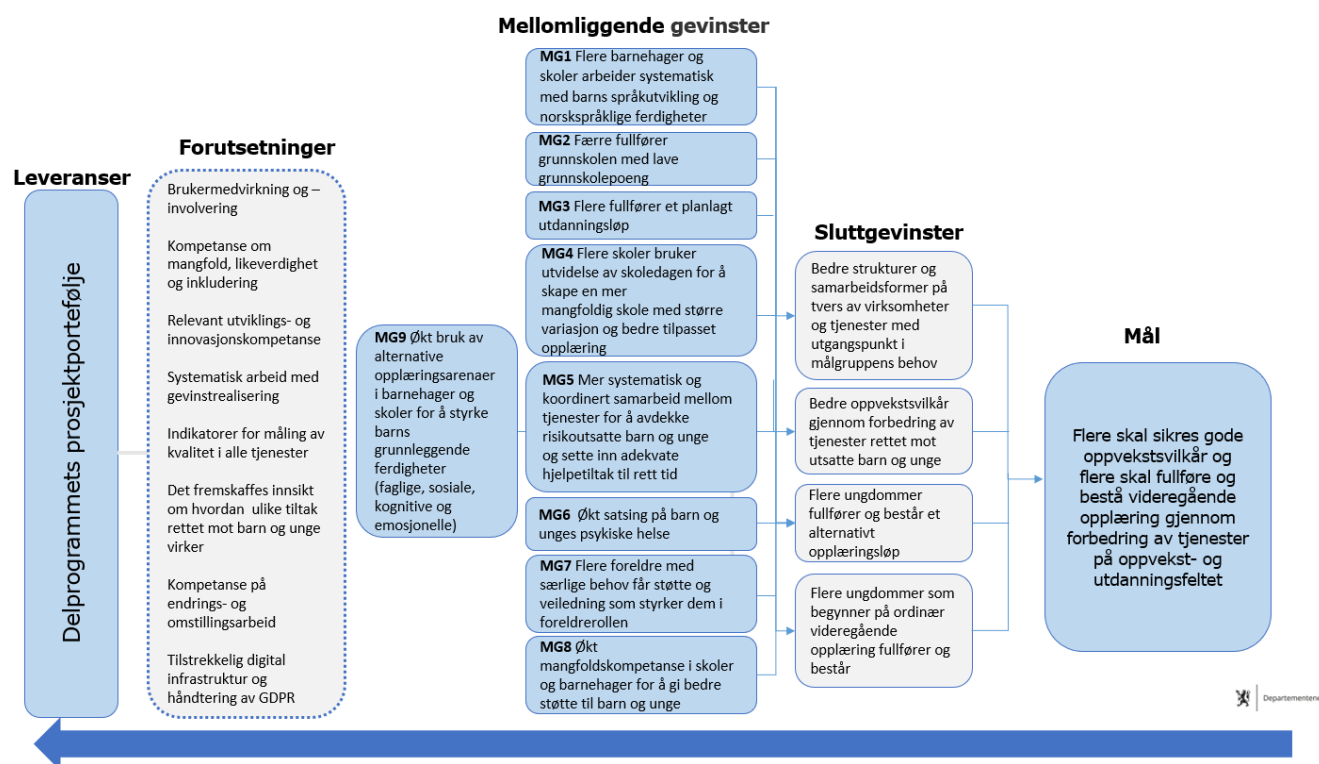 Leveranser
Delprogrammets prosjektportefølje
Forutsetninger
Brukermedvirkning og –
involvering
Kompetanse om
mangfold, likeverdighet
og inkludering
Relevant utviklings- og
innovasjonskompetanse
Systematisk arbeid med
gevinstrealisering
Indikatorer for måling av
kvalitet i alle tjenester
Det fremskaffes innsikt
om hvordan  ulike tiltak
rettet mot barn og unge
virker
Kompetanse på
endrings- og
omstillingsarbeid
Tilstrekkelig digital
infrastruktur og
håndtering av GDPR
MG9 Økt bruk av
alternative
opplæringsarenaer
i barnehager og
skoler for å styrke
barns
grunnleggende
ferdigheter
(faglige, sosiale,
kognitive og
emosjonelle)
Mellomliggende gevinster
MG1 Flere barnehager og
skoler arbeider systematisk
med barns språkutvikling og
norskspråklige ferdigheter
MG2 Færre fullfører
grunnskolen med lave
grunnskolepoeng
MG3 Flere fullfører et planlagt
utdanningsløp
MG4 Flere skoler bruker
utvidelse av skoledagen for å
skape en mer
mangfoldig skole med større
variasjon og bedre tilpasset
opplæring
MG5 Mer systematisk og
koordinert samarbeid mellom
tjenester for å avdekke
risikoutsatte barn og unge
og sette inn adekvate
hjelpetiltak til rett tid
MG6 Økt satsing på barn og
unges psykiske helse
MG7 Flere foreldre med
særlige behov får støtte og
veiledning som styrker dem i
foreldrerollen
MG8 Økt
mangfoldskompetanse i skoler
og barnehager for å gi bedre
støtte til barn og unge
Sluttgevinster
Bedre strukturer og
samarbeidsformer på
tvers av virksomheter
og tjenester med
utgangspunkt i
målgruppens behov
Bedre oppvekstsvilkår
gjennom forbedring av
tjenester rettet mot
utsatte barn og unge
Flere ungdommer
fullfører og består et
alternativt
opplæringsløp
Flere ungdommer som
begynner på ordinær
videregående
opplæring fullfører og
består
Mål
Flere skal sikres gode
oppvekstsvilkår og
flere skal fullføre og
bestå videregående
opplæring gjennom
forbedring av tjenester
på oppvekst- og
utdanningsfeltet